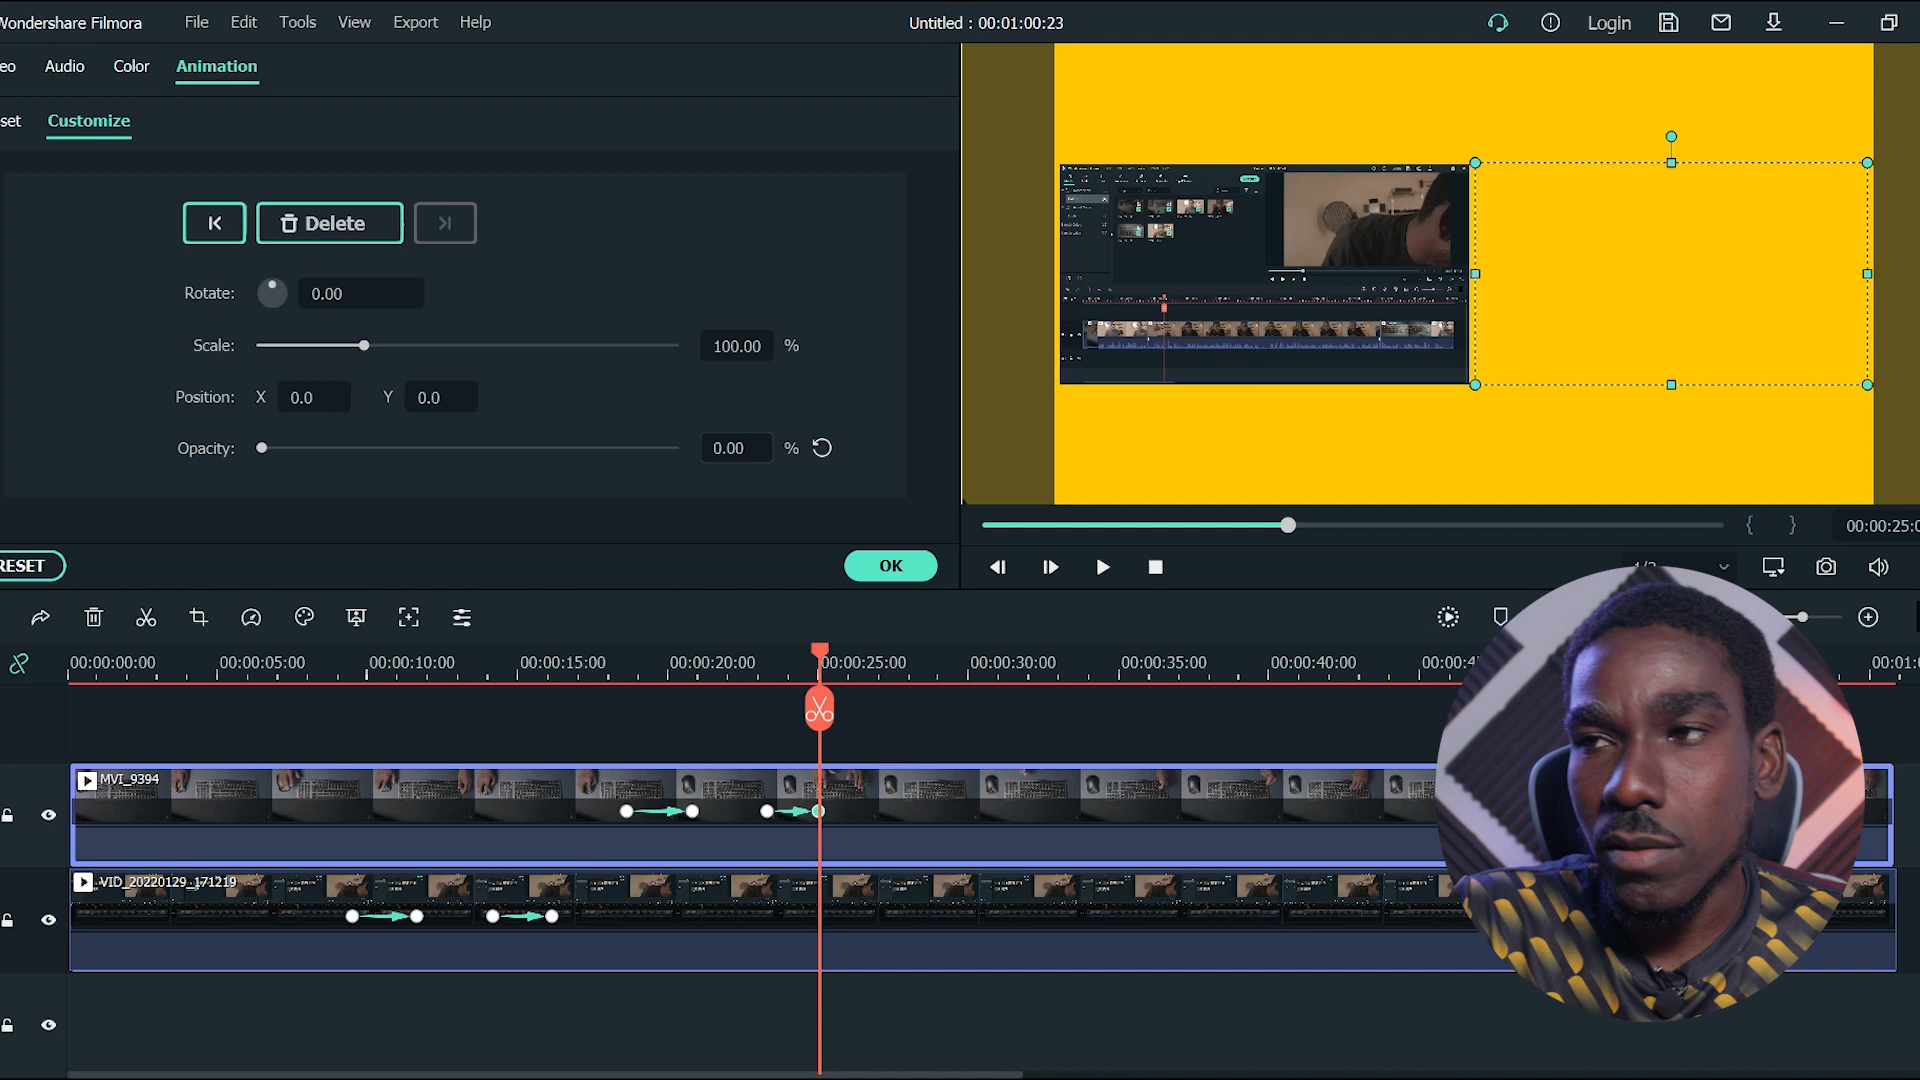 Wondershare Filmora File Edit Tools View Export Help Untitled : 00:01:00:23 Login
eo Audio Color Animation
set Customize
Delete
Rotate: 0.00
Scale: 100.00 %
Position: X 0.0 Y 0.0
Opacity: 0.00 %
{ } 00:00:25:0
RESET OK
1/2
00:00:00:00 00:00:05:00 00:00:10:00 00:00:15:00 00:00:20:00 00:00:25:00 00:00:30:00 00:00:35:00 00:00:40:00 00:00:4 00:01:0
MVI_9394
VID_20220129_171219